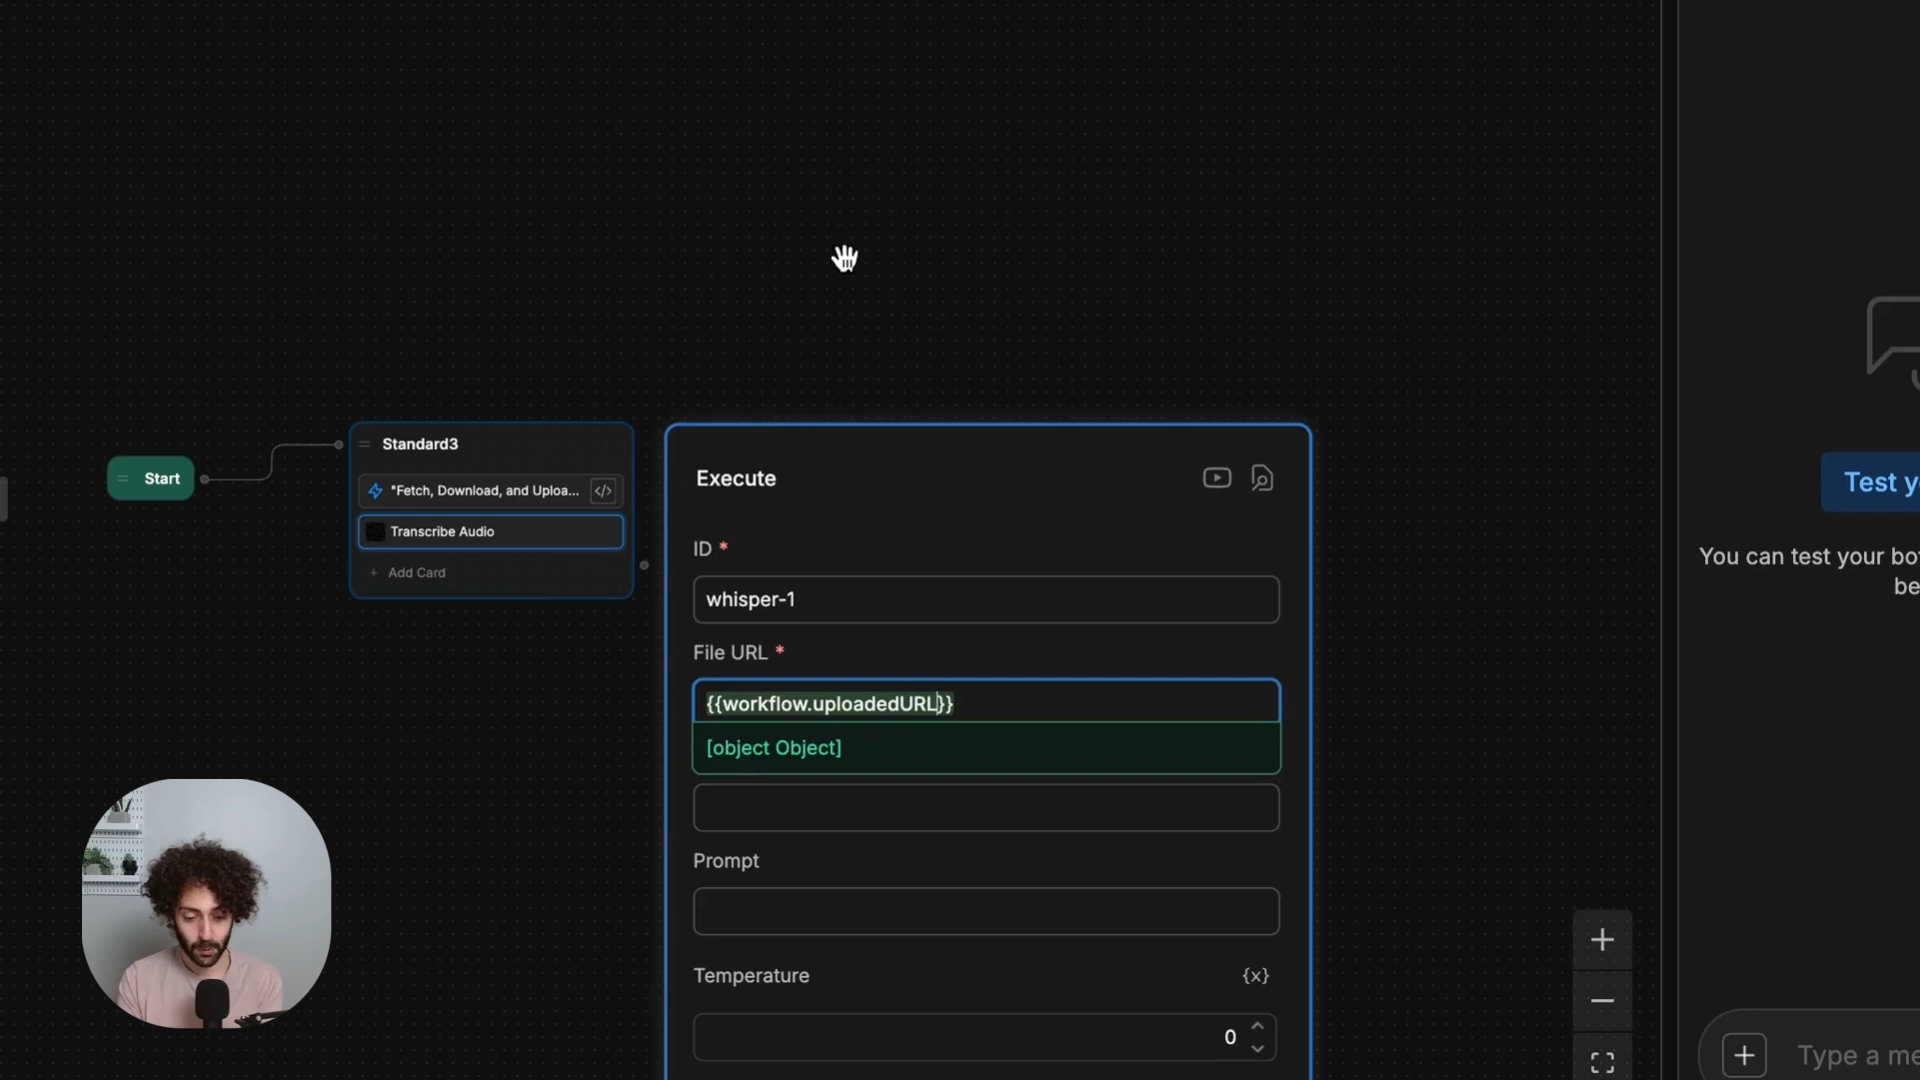 Start
Standard3
"Fetch, Download, and Uploa...
Transcribe Audio
+ Add Card
Execute
ID *
whisper-1
File URL *
{{workflow.uploadedURL}}
[object Object]
Prompt
Temperature
{x}
0
Test y
You can test your bo
be
Type a me